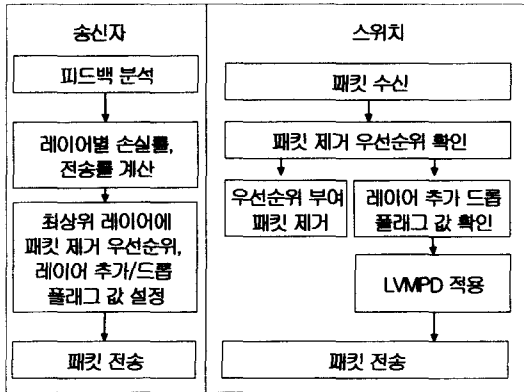 송신자
피드백 분석
레이어별 손실률,
전송률 계산
최상위 레이어에
패킷 제거 우선순위,
레이어 추가/드롭
플래그 값 설정
패킷 전송
스위치
패킷 수신
패킷 제거 우선순위 확인
우선순위 부여
패킷 제거
레이어 추가 드롭
플래그 값 확인
LVMPD 적용
패킷 전송